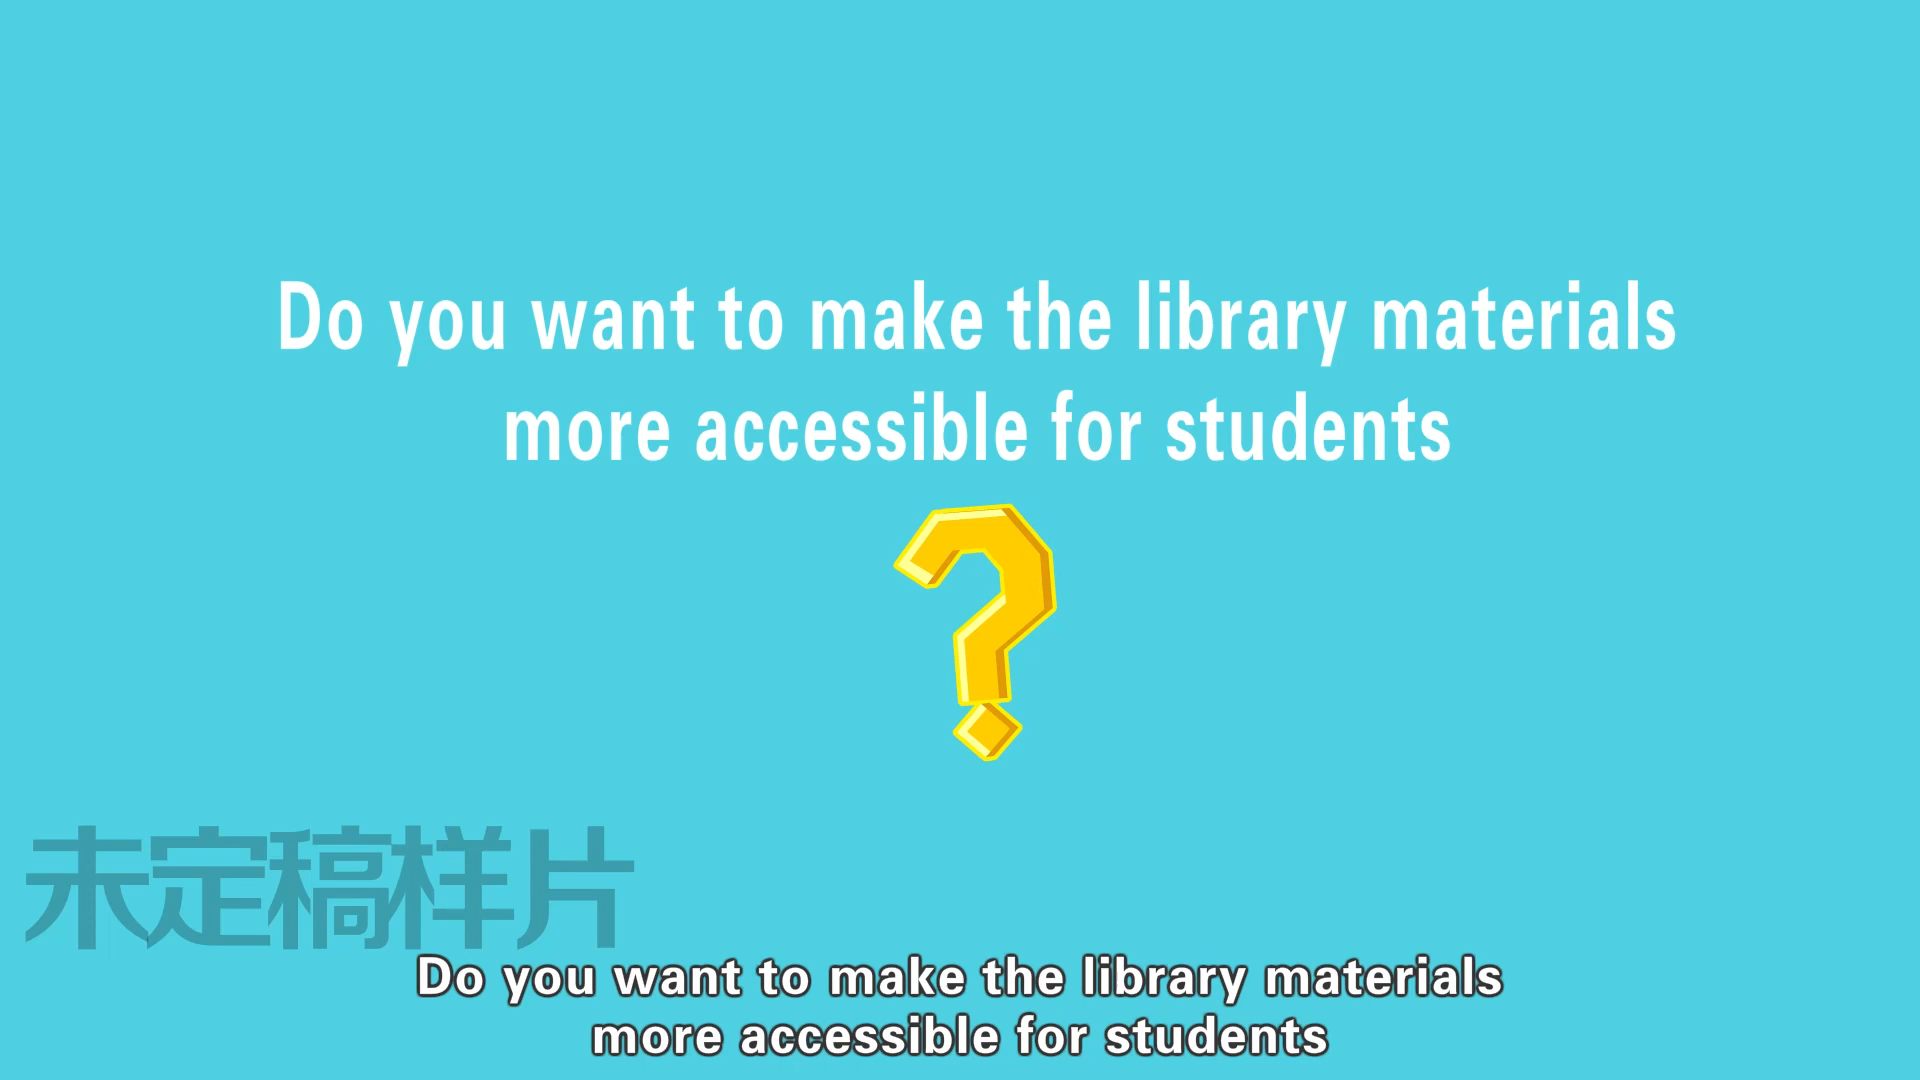 Do you want to make the library materials
more accessible for students
?
未定稿样片
Do you want to make the library materials
more accessible for students